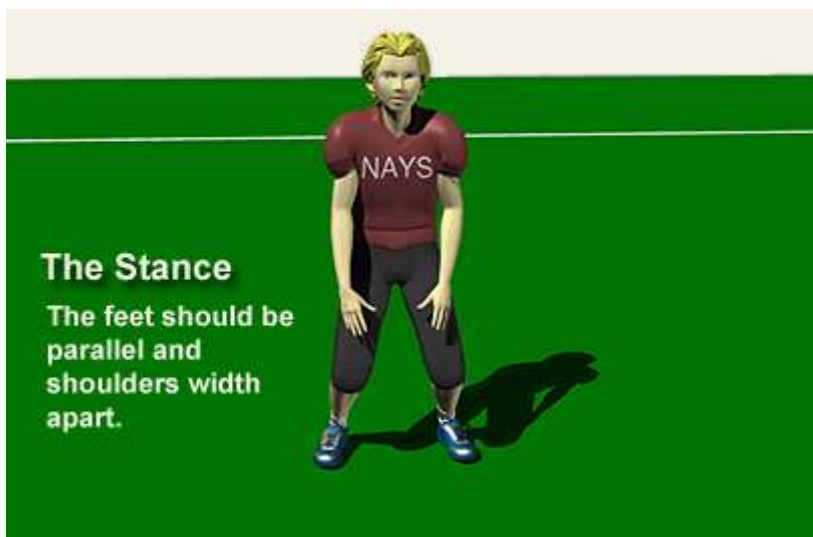 NAYS
The Stance
The feet should be
parallel and
shoulders width
apart.